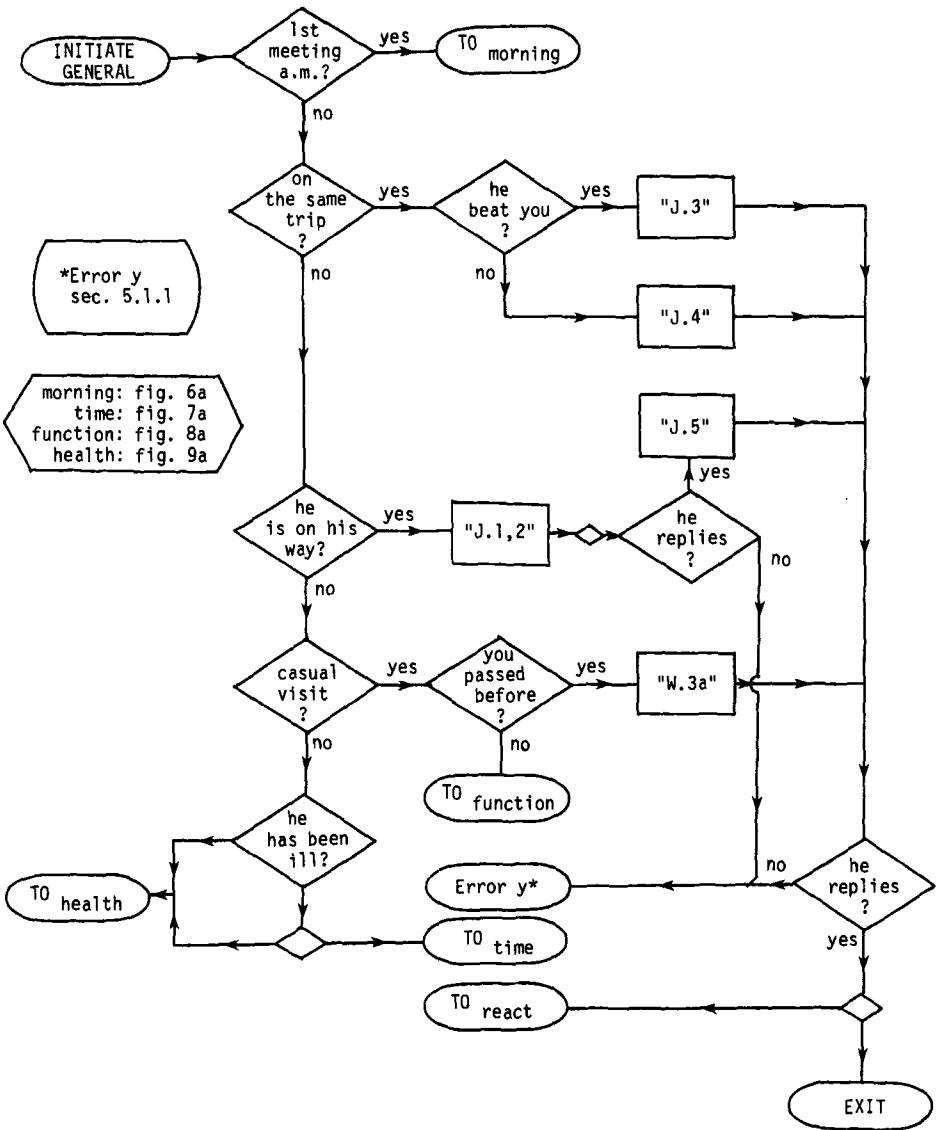 INITIATE
GENERAL
1st
meeting
a.m.?
yes
TO morning
no
on
the same
trip
?
yes
he
beat you
?
yes
"J.3"
no
no
"J.4"
*Error y
sec. 5.1.1
morning: fig. 6a
time: fig. 7a
function: fig. 8a
health: fig. 9a
"J.5"
yes
he
is on his
way?
yes
"J.1,2"
he
replies
?
no
no
casual
visit
?
yes
you
passed
before
?
yes
"W.3a"
no
no
TO function
he
has been
ill?
TO health
Error y*
no
he
replies
?
yes
TO time
TO react
EXIT